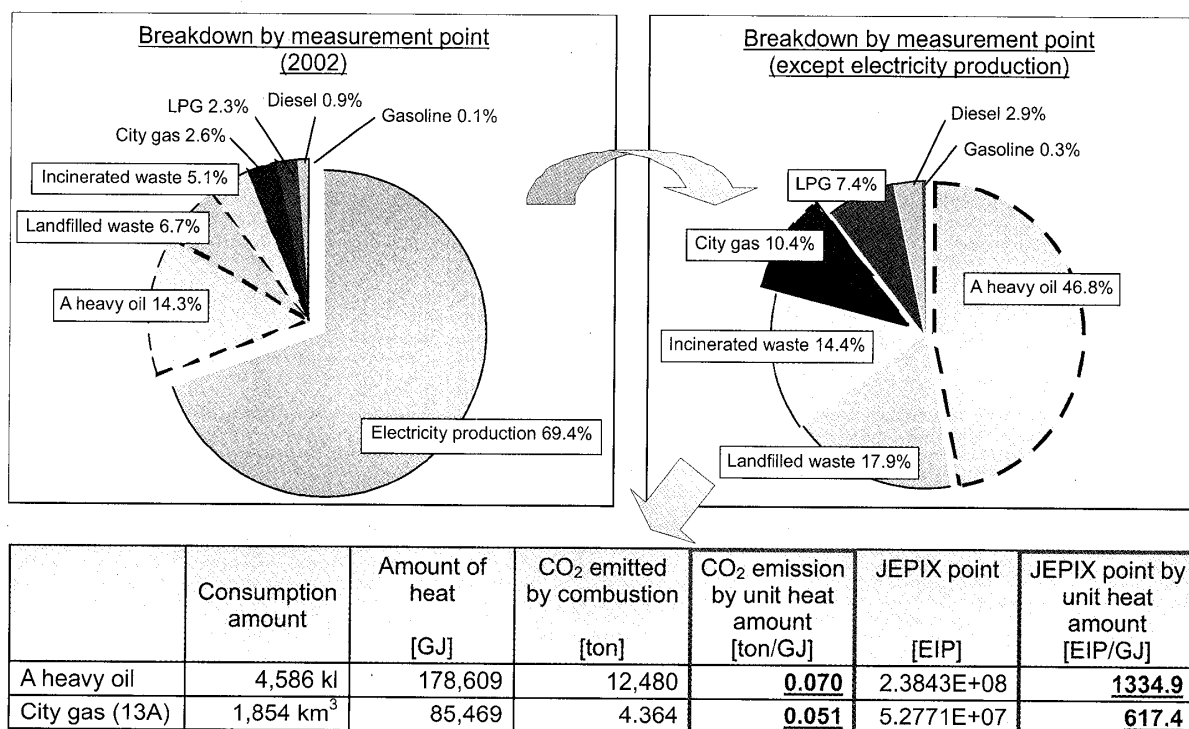 Breakdown by measurement point
(2002)
LPG 2.3%
Diesel 0.9%
Gasoline 0.1%
City gas 2.6%
Incinerated waste 5.1%
Landfilled waste 6.7%
A heavy oil 14.3%
Electricity production 69.4%
Breakdown by measurement point
(except electricity production)
Diesel 2.9%
Gasoline 0.3%
LPG 7.4%
City gas 10.4%
A heavy oil 46.8%
Incinerated waste 14.4%
Landfilled waste 17.9%
Consumption
amount
Amount of
heat
[GJ]
CO2 emitted
by combustion
[ton]
CO2 emission
by unit heat
amount
[ton/GJ]
JEPIX point
[EIP]
JEPIX point by
unit heat
amount
[EIP/GJ]
A heavy oil 4,586 kl 178,609 12,480 0.070 2.3843E+08 1334.9
City gas (13A) 1,854 km³ 85,469 4.364 0.051 5.2771E+07 617.4